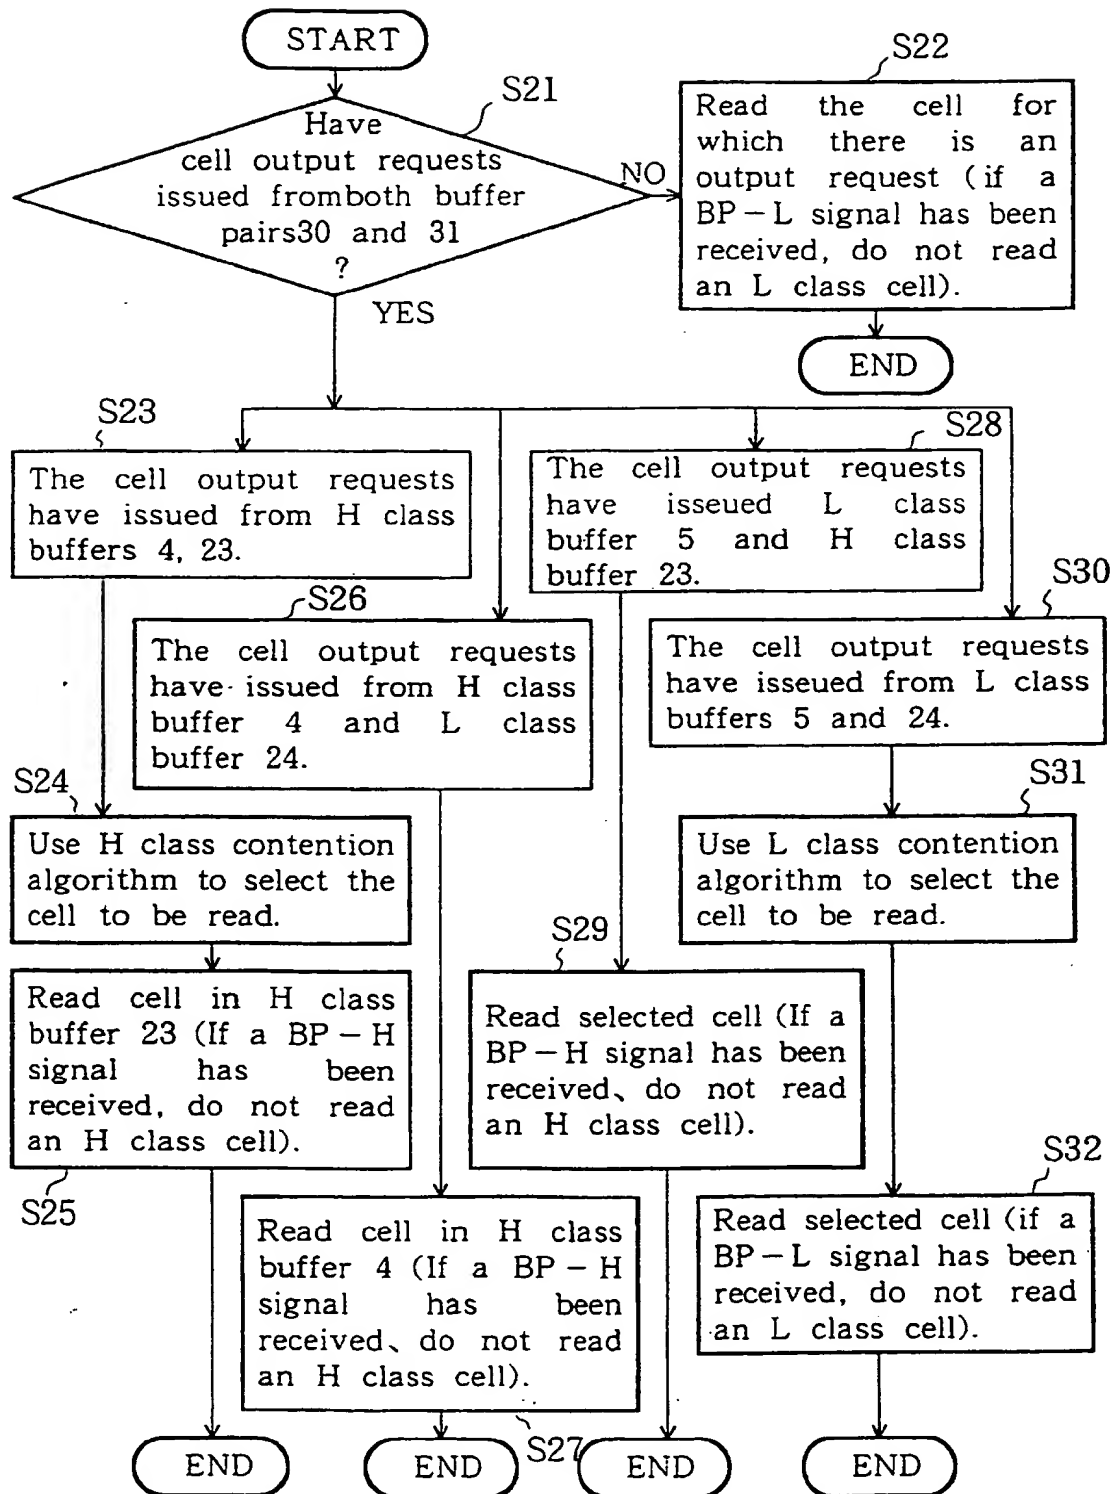 START
S21
Have
cell output requests
issued fromboth buffer
pairs30 and 31
?
NO
YES
S22
Read the cell for
which there is an
output request (if a
BP-L signal has been
received, do not read
an L class cell).
END
S23
The cell output requests
have issued from H class
buffers 4, 23.
S28
The cell output requests
have isseued L class
buffer 5 and H class
buffer 23.
S26
The cell output requests
have issued from H class
buffer 4 and L class
buffer 24.
S30
The cell output requests
have isseued from L class
buffers 5 and 24.
S24
Use H class contention
algorithm to select the
cell to be read.
S31
Use L class contention
algorithm to select the
cell to be read.
S25
Read cell in H class
buffer 23 (If a BP-H
signal has been
received, do not read
an H class cell).
S29
Read selected cell (If a
BP-H signal has been
received、do not read
an H class cell).
S27
Read cell in H class
buffer 4 (If a BP-H
signal has been
received、do not read
an H class cell).
S32
Read selected cell (if a
BP-L signal has been
received, do not read
an L class cell).
END
END
END
END